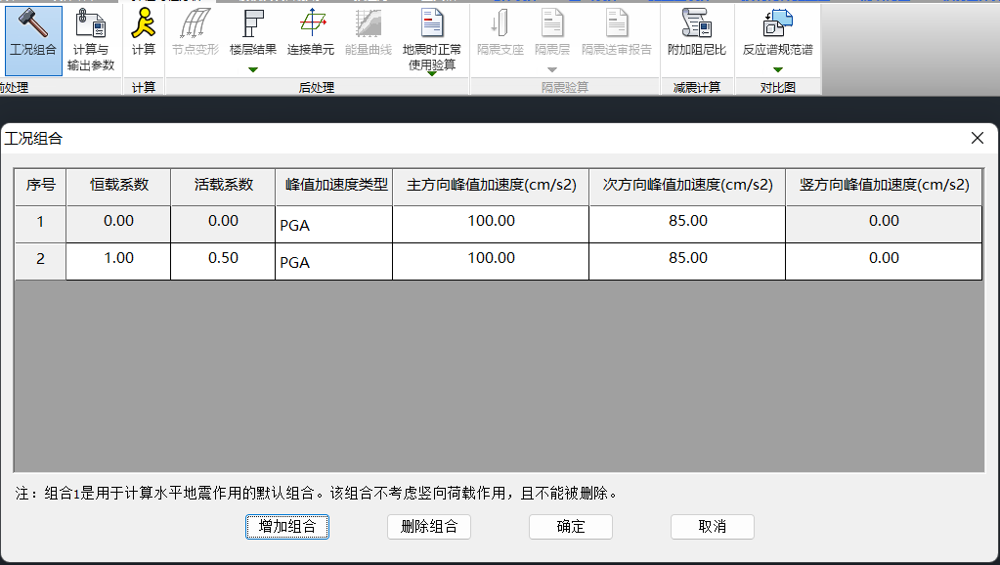 工况组合 计算与 计算 节点变形 楼层结果 连接单元 能量曲线 地震时正常 隔震支座 隔震层 隔震送审报告 附加阻尼比 反应谱规范谱
输出参数 使用验算
前处理 计算 后处理 隔震验算 减震计算 对比图
工况组合
序号 恒载系数 活载系数 峰值加速度类型 主方向峰值加速度(cm/s2) 次方向峰值加速度(cm/s2) 竖方向峰值加速度(cm/s2)
1 0.00 0.00 PGA 100.00 85.00 0.00
2 1.00 0.50 PGA 100.00 85.00 0.00
注：组合1是用于计算水平地震作用的默认组合。该组合不考虑竖向荷载作用，且不能被删除。
增加组合 删除组合 确定 取消